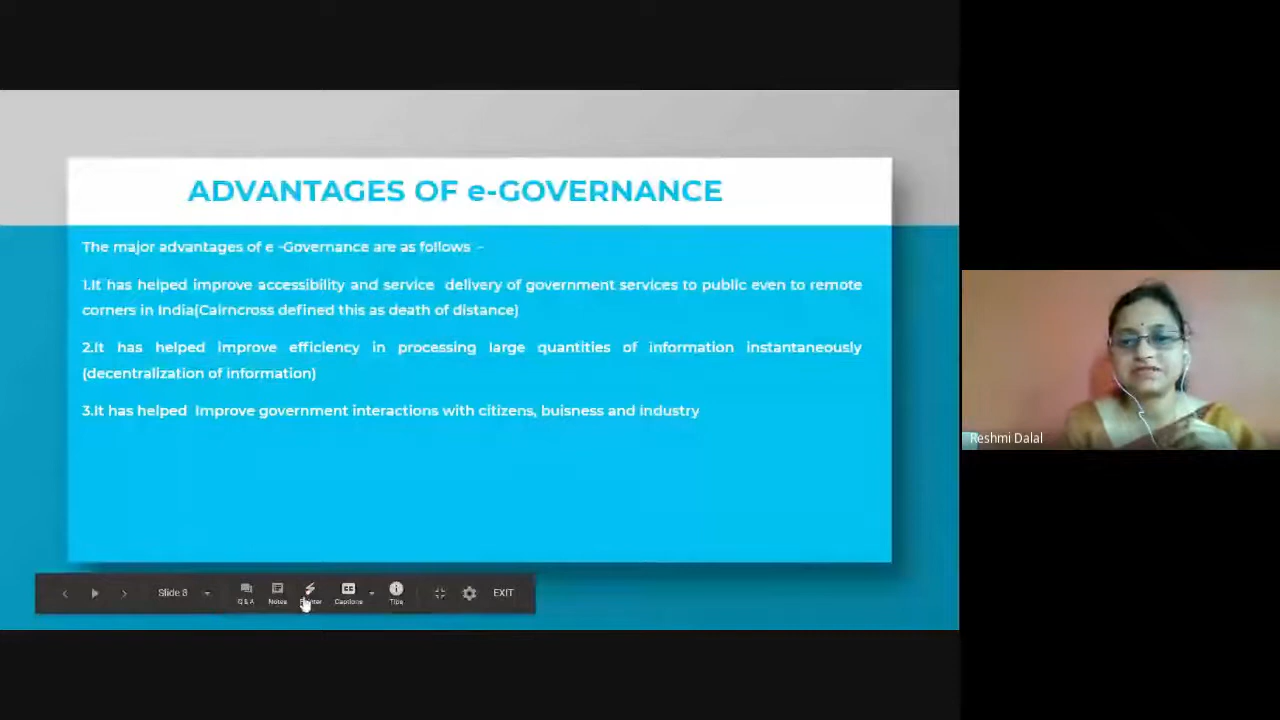 ADVANTAGES OF e-GOVERNANCE
The major advantages of e -Governance are as follows -
1.It has helped improve accessibility and service delivery of government services to public even to remote
corners in India(Cairncross defined this as death of distance)
2.It has helped improve efficiency in processing large quantities of information instantaneously
(decentralization of information)
3.It has helped Improve government interactions with citizens, buisness and industry
Reshmi Dalal
Slide 8
Q & A
Notes
Captions
Tips
EXIT